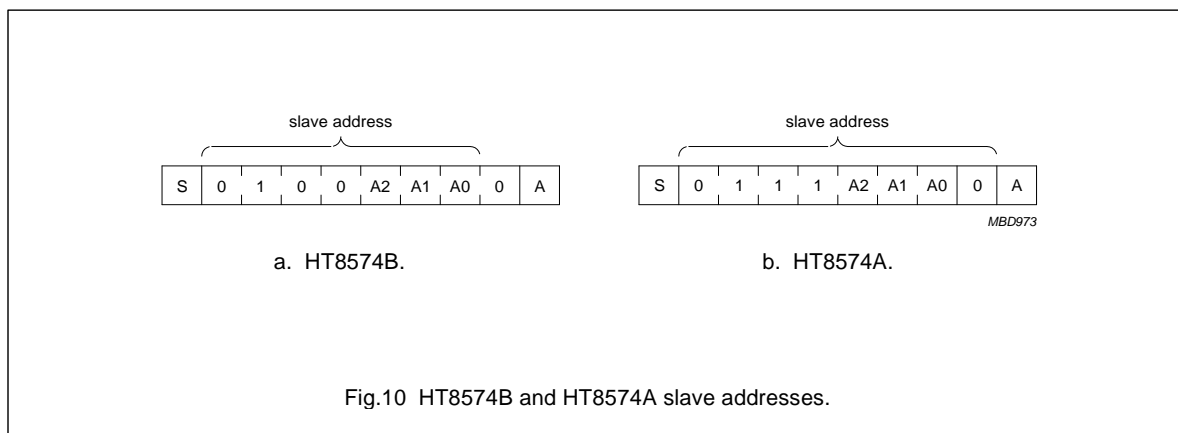 slave address
S 0 1 0 0 A2 A1 A0 0 A
a. HT8574B.
slave address
S 0 1 1 1 A2 A1 A0 0 A
MBD973
b. HT8574A.
Fig.10 HT8574B and HT8574A slave addresses.